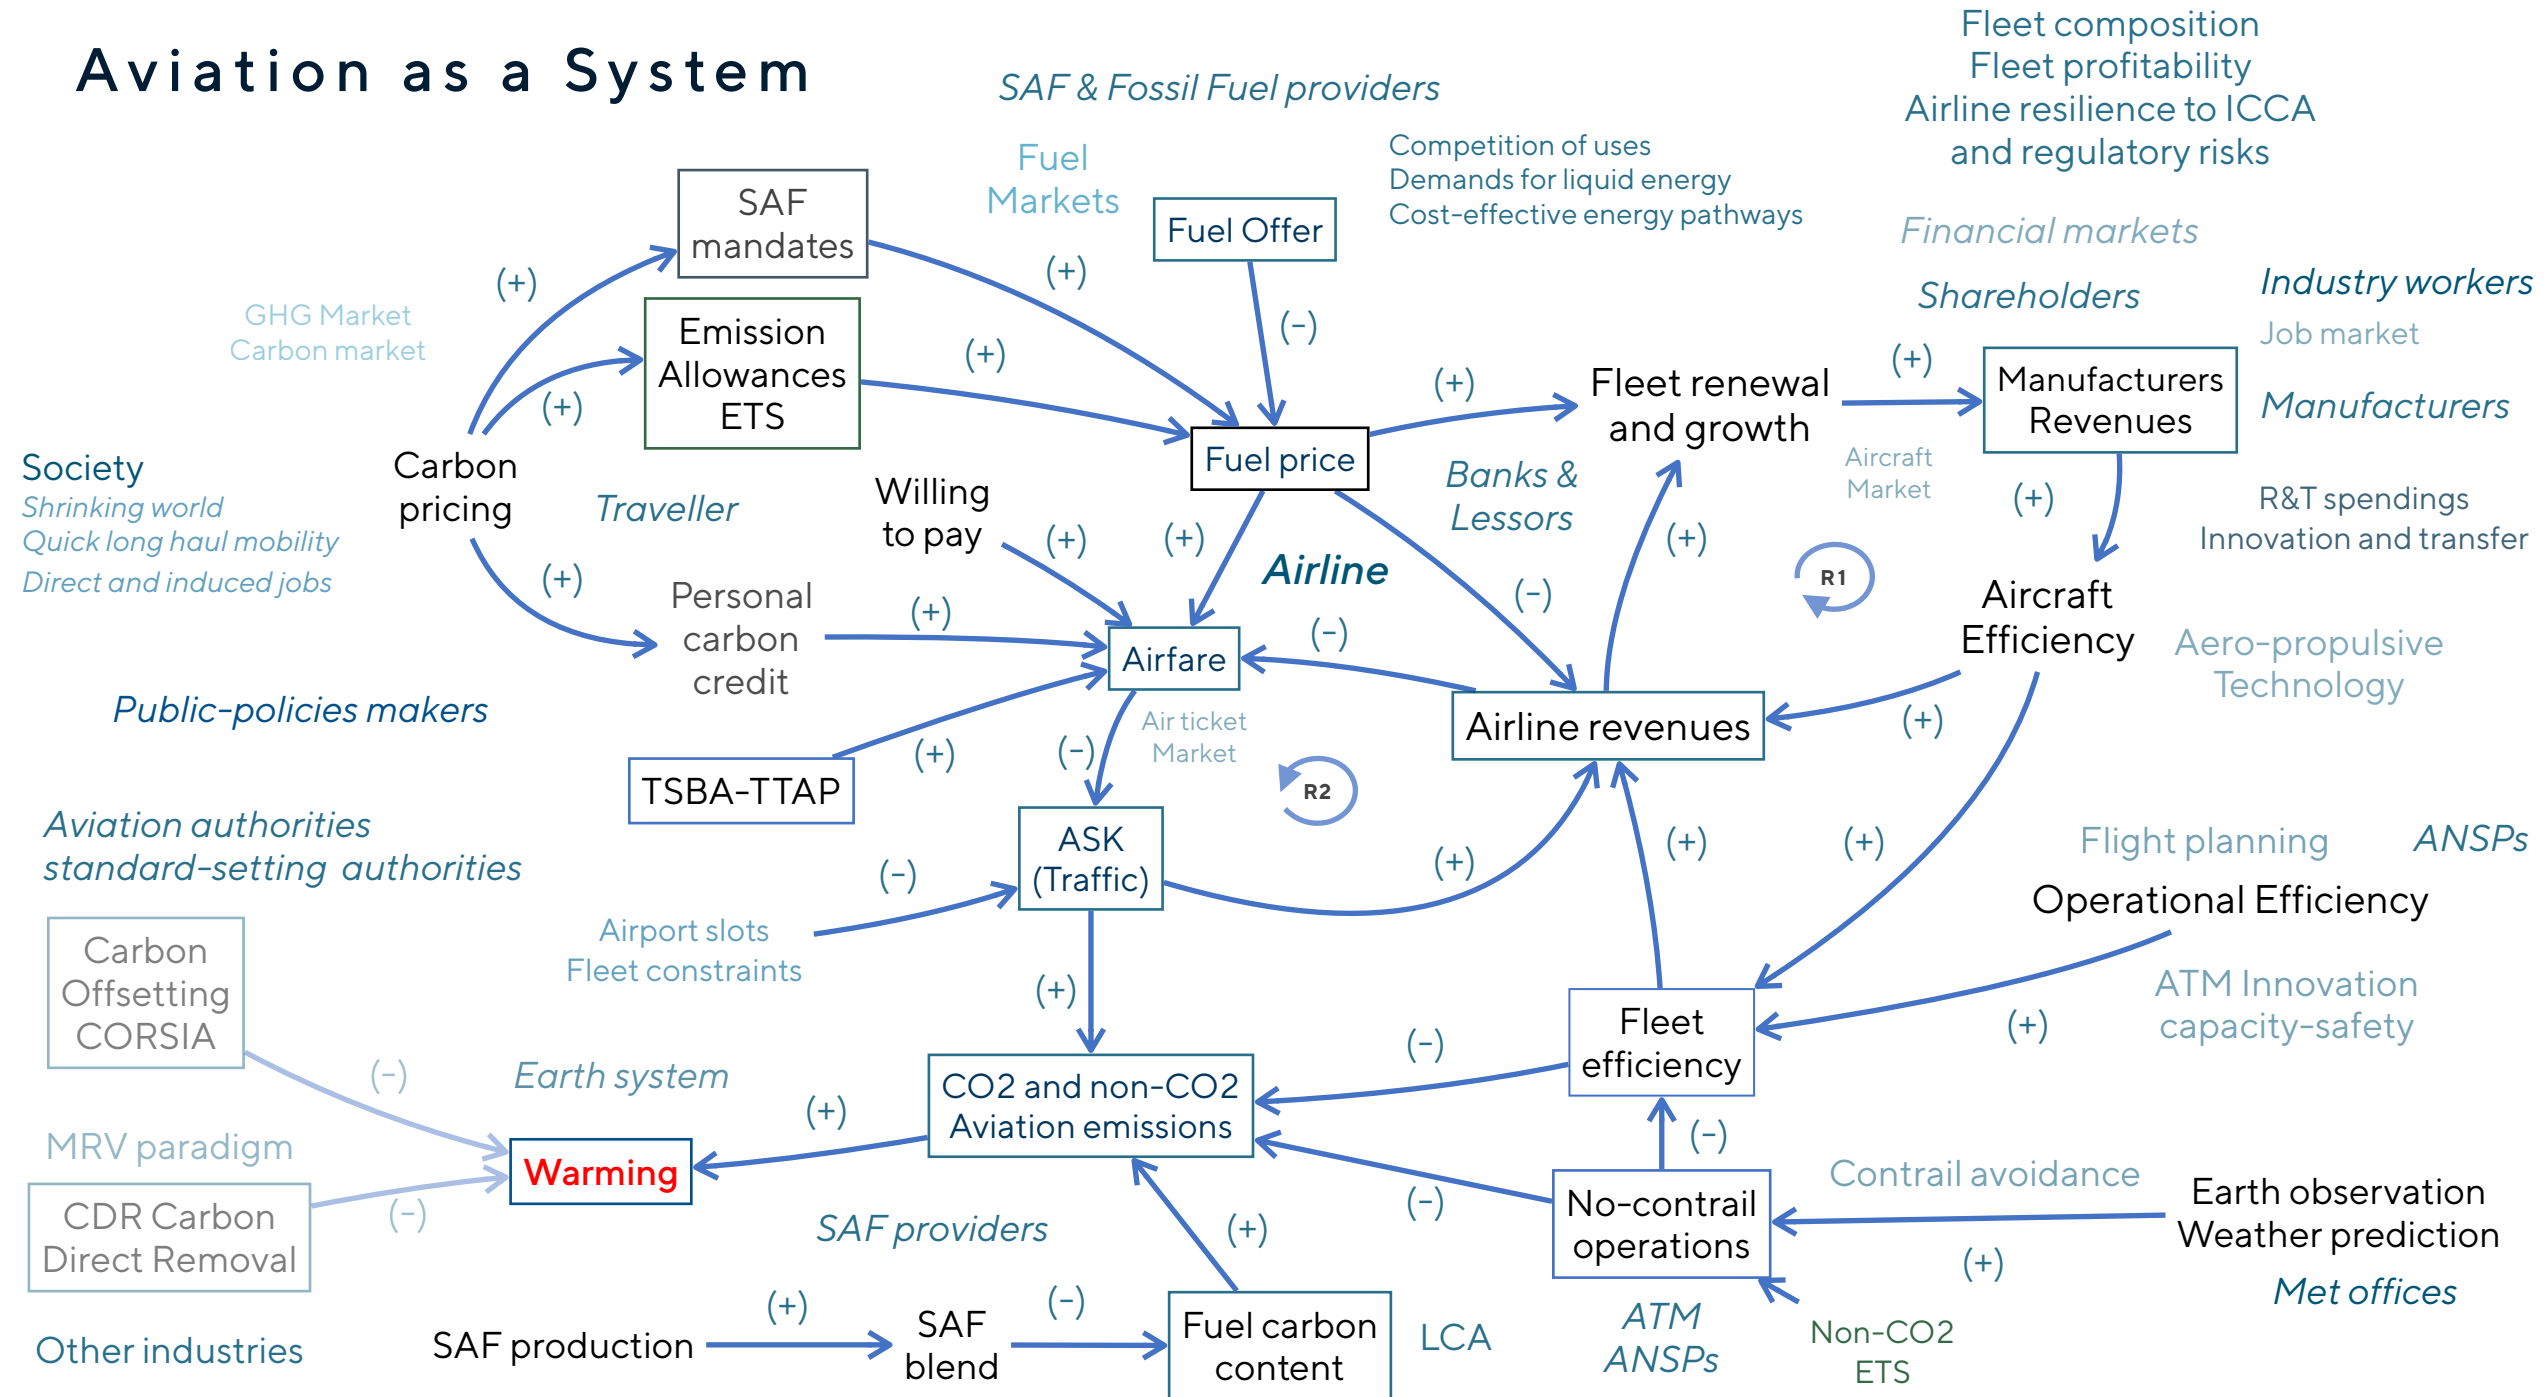 Aviation as a System
SAF & Fossil Fuel providers
Fleet composition
Fleet profitability
Airline resilience to ICCA
and regulatory risks
Fuel
Markets
Competition of uses
Demands for liquid energy
Cost-effective energy pathways
SAF
mandates
Fuel Offer
Financial markets
Shareholders
Industry workers
Job market
(+)
(+)
(-)
GHG Market
Carbon market
(+)
Emission
Allowances
ETS
(+)
(+)
Fleet renewal
and growth
(+)
Manufacturers
Revenues
Manufacturers
Fuel price
Society
Shrinking world
Quick long haul mobility
Direct and induced jobs
Carbon
pricing
Traveller
Willing
to pay
Banks &
Lessors
Aircraft
Market
(+)
R&T spendings
Innovation and transfer
(+)
(+)
(+)
Airline
(-)
(+)
R1
Aircraft
Efficiency
Personal
carbon
credit
(+)
Airfare
(-)
Aero-propulsive
Technology
Public-policies makers
Airline revenues
(+)
Air ticket
Market
(-)
(+)
TSBA-TTAP
R2
Aviation authorities
standard-setting authorities
ASK
(Traffic)
(-)
(+)
(+)
(+)
Flight planning
ANSPs
Operational Efficiency
Airport slots
Fleet constraints
Carbon
Offsetting
CORSIA
(+)
ATM Innovation
capacity-safety
(+)
Fleet
efficiency
(-)
(-)
Earth system
CO2 and non-CO2
Aviation emissions
(+)
(-)
MRV paradigm
Warming
(-)
CDR Carbon
Direct Removal
SAF providers
(+)
(-)
No-contrail
operations
Contrail avoidance
Earth observation
Weather prediction
(+)
Met offices
Other industries
SAF production
(+)
SAF
blend
(-)
Fuel carbon
content
LCA
ATM
ANSPs
Non-CO2
ETS